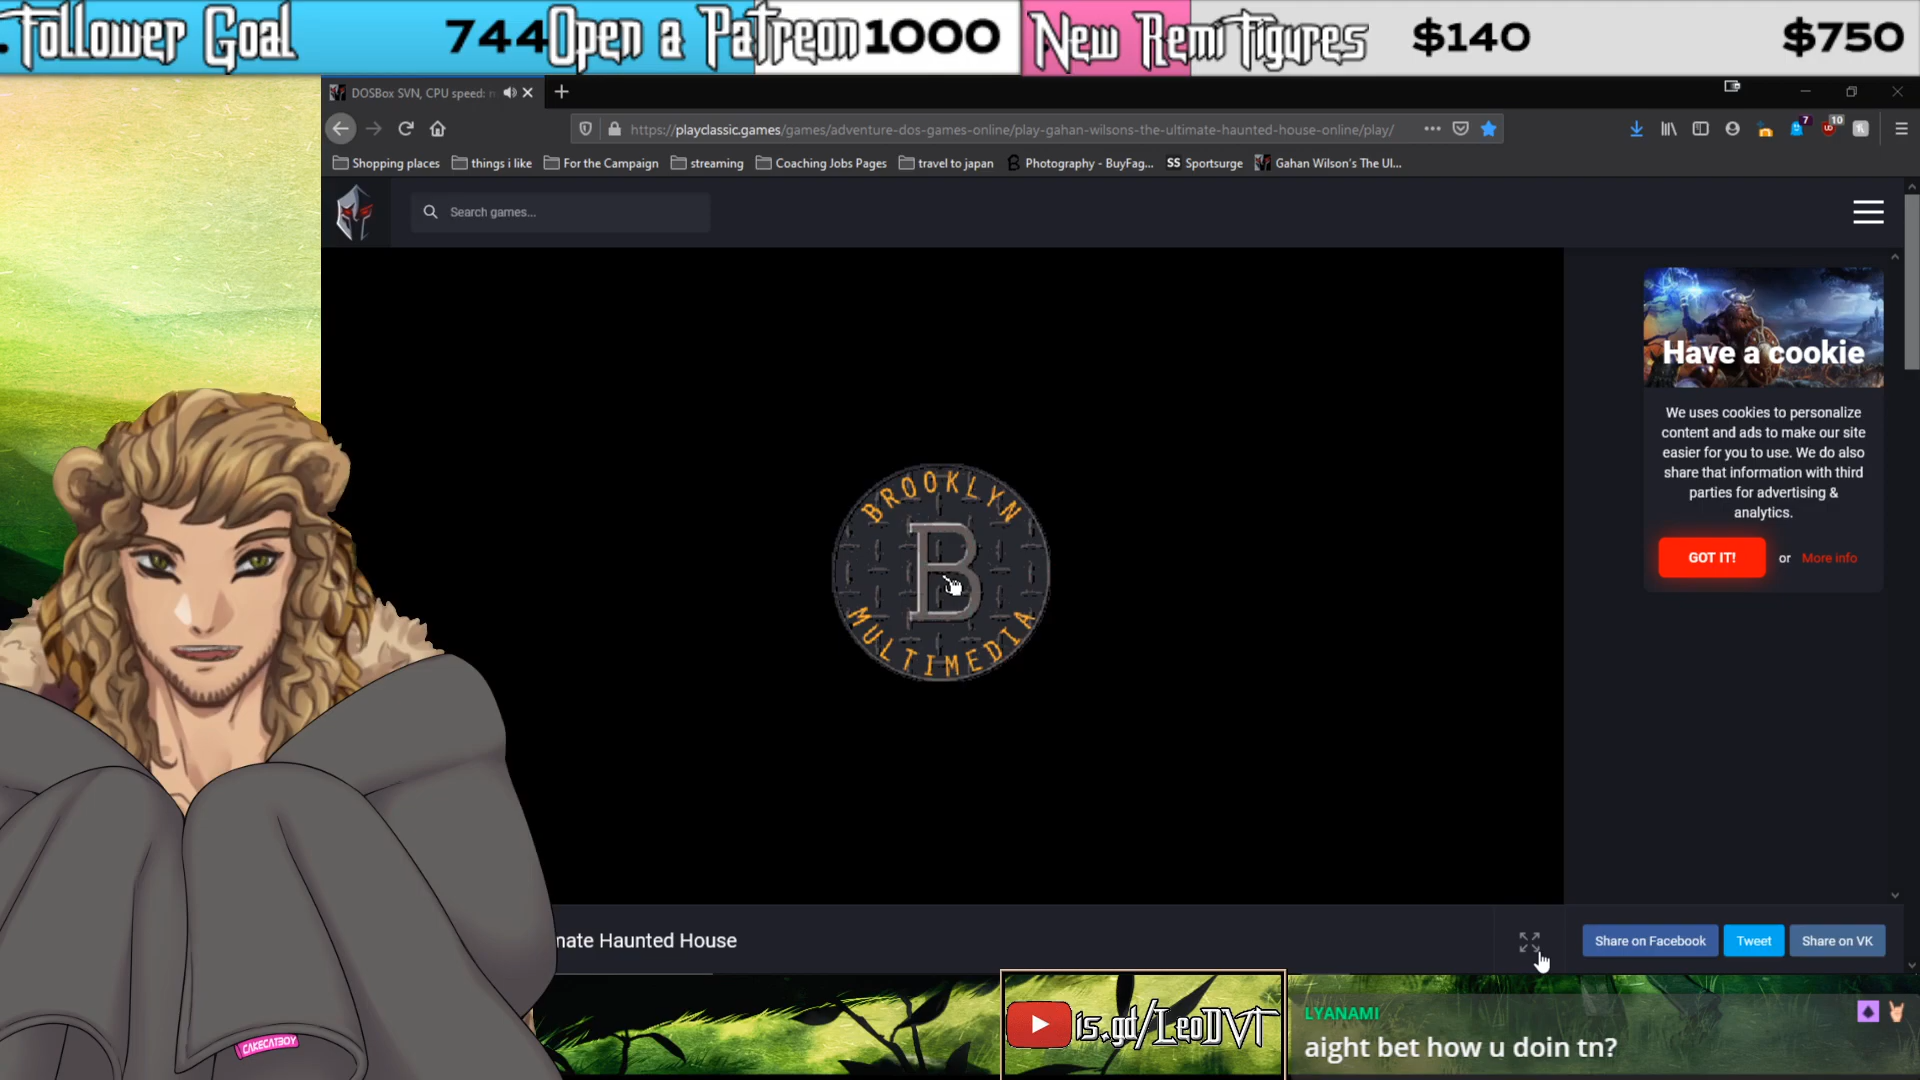 Follower Goal 744 Open a Patreon 1000 New Remi Figures $140 $750
DOSBox SVN, CPU speed:
https://playclassic.games/games/adventure-dos-games-online/play-gahan-wilsons-the-ultimate-haunted-house-online/play/
7
10
Shopping places things i like For the Campaign streaming Coaching Jobs Pages travel to japan Photography - BuyFag... SS Sportsurge Gahan Wilson's The Ul...
Search games...
Have a cookie
We uses cookies to personalize
content and ads to make our site
easier for you to use. We do also
share that information with third
parties for advertising &
analytics.
GOT IT! or More info
BROOKLYN
B
MULTIMEDIA
nate Haunted House
Share on Facebook Tweet Share on VK
CAKECATBOY
is.gd/LeoDVT
LYANAMI
aight bet how u doin tn?